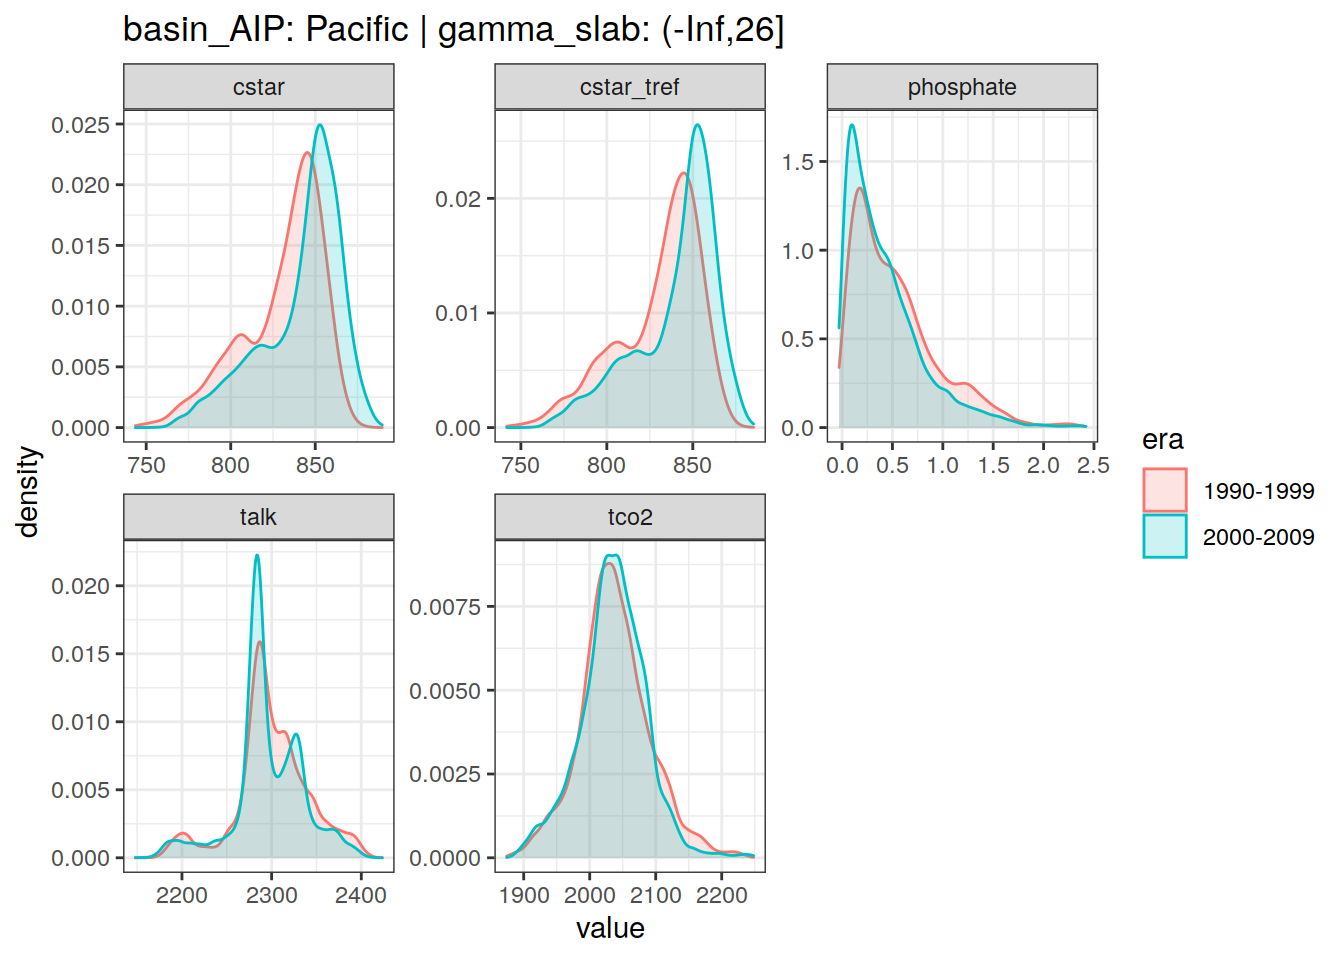 basin_AIP: Pacific | gamma_slab: (-Inf,26]
cstar
cstar_tref
phosphate
0.025
0.020
0.015
0.010
0.005
0.000
750 800 850
0.02
0.01
0.00
750 800 850
1.5
1.0
0.5
0.0
0.0 0.5 1.0 1.5 2.0 2.5
density
talk
tco2
0.020
0.015
0.010
0.005
0.000
2200 2300 2400
0.0075
0.0050
0.0025
0.0000
1900 2000 2100 2200
value
era
1990-1999
2000-2009